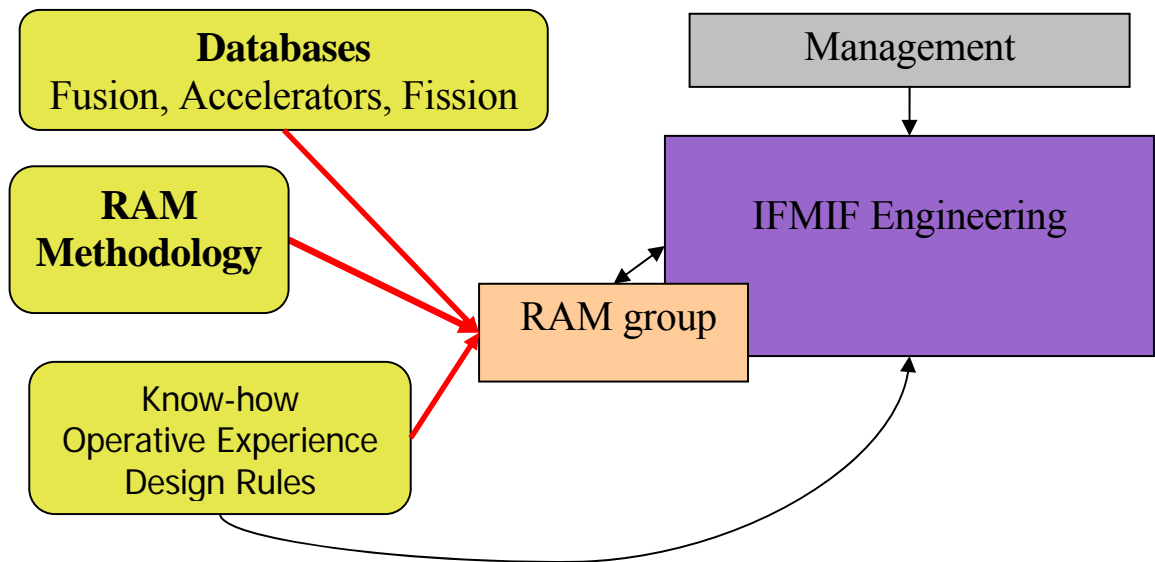 Databases
Fusion, Accelerators, Fission
Management
RAM
Methodology
IFMIF Engineering
RAM group
Know-how
Operative Experience
Design Rules